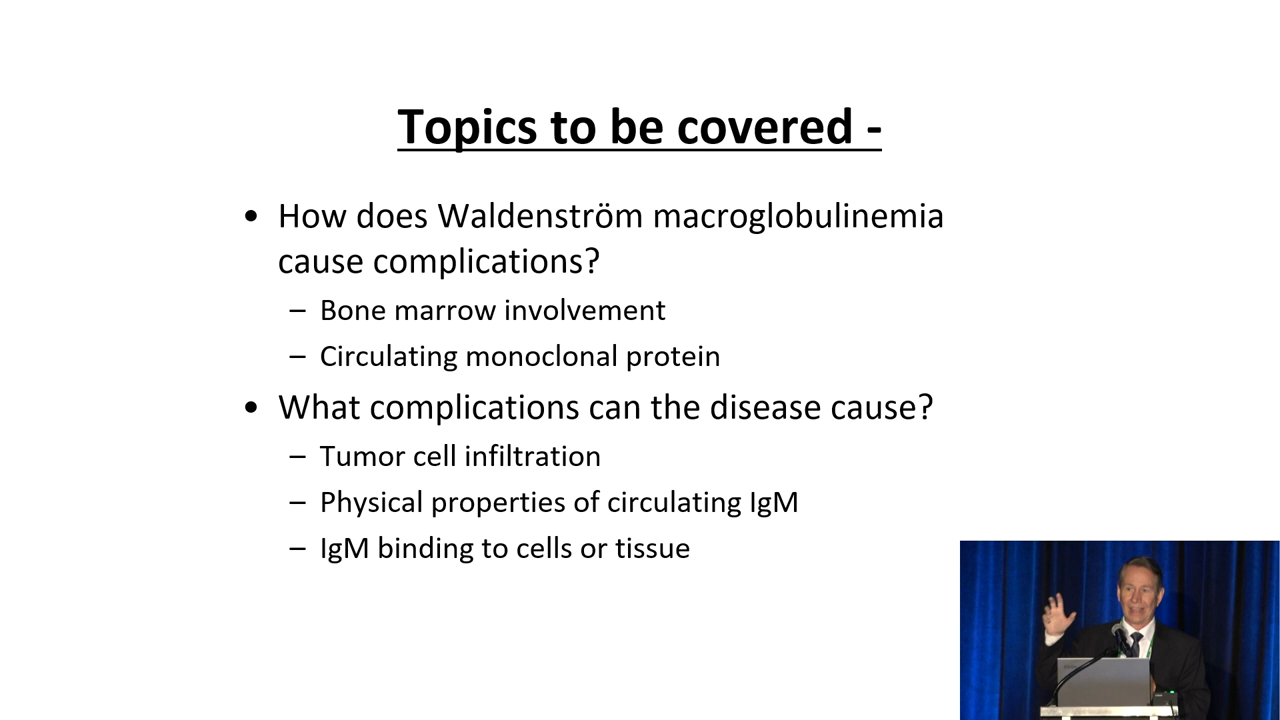 Topics to be covered -
• How does Waldenström macroglobulinemia
cause complications?
– Bone marrow involvement
– Circulating monoclonal protein
• What complications can the disease cause?
– Tumor cell infiltration
– Physical properties of circulating IgM
– IgM binding to cells or tissue